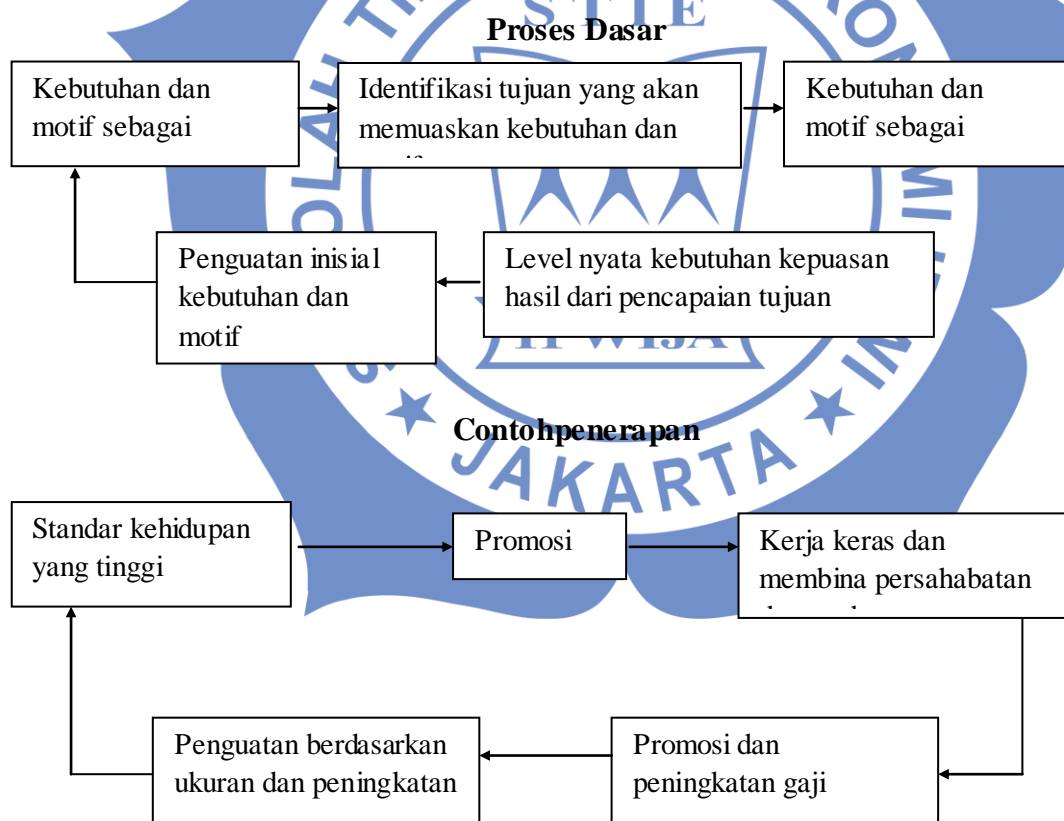 STIE
Proses Dasar
Kebutuhan dan
motif sebagai
Identifikasi tujuan yang akan
memuaskan kebutuhan dan
Kebutuhan dan
motif sebagai
Penguatan inisial
kebutuhan dan
motif
Level nyata kebutuhan kepuasan
hasil dari pencapaian tujuan
JAKARTA
Contohpenerapan
Standar kehidupan
yang tinggi
Promosi
Kerja keras dan
membina persahabatan
Penguatan berdasarkan
ukuran dan peningkatan
Promosi dan
peningkatan gaji